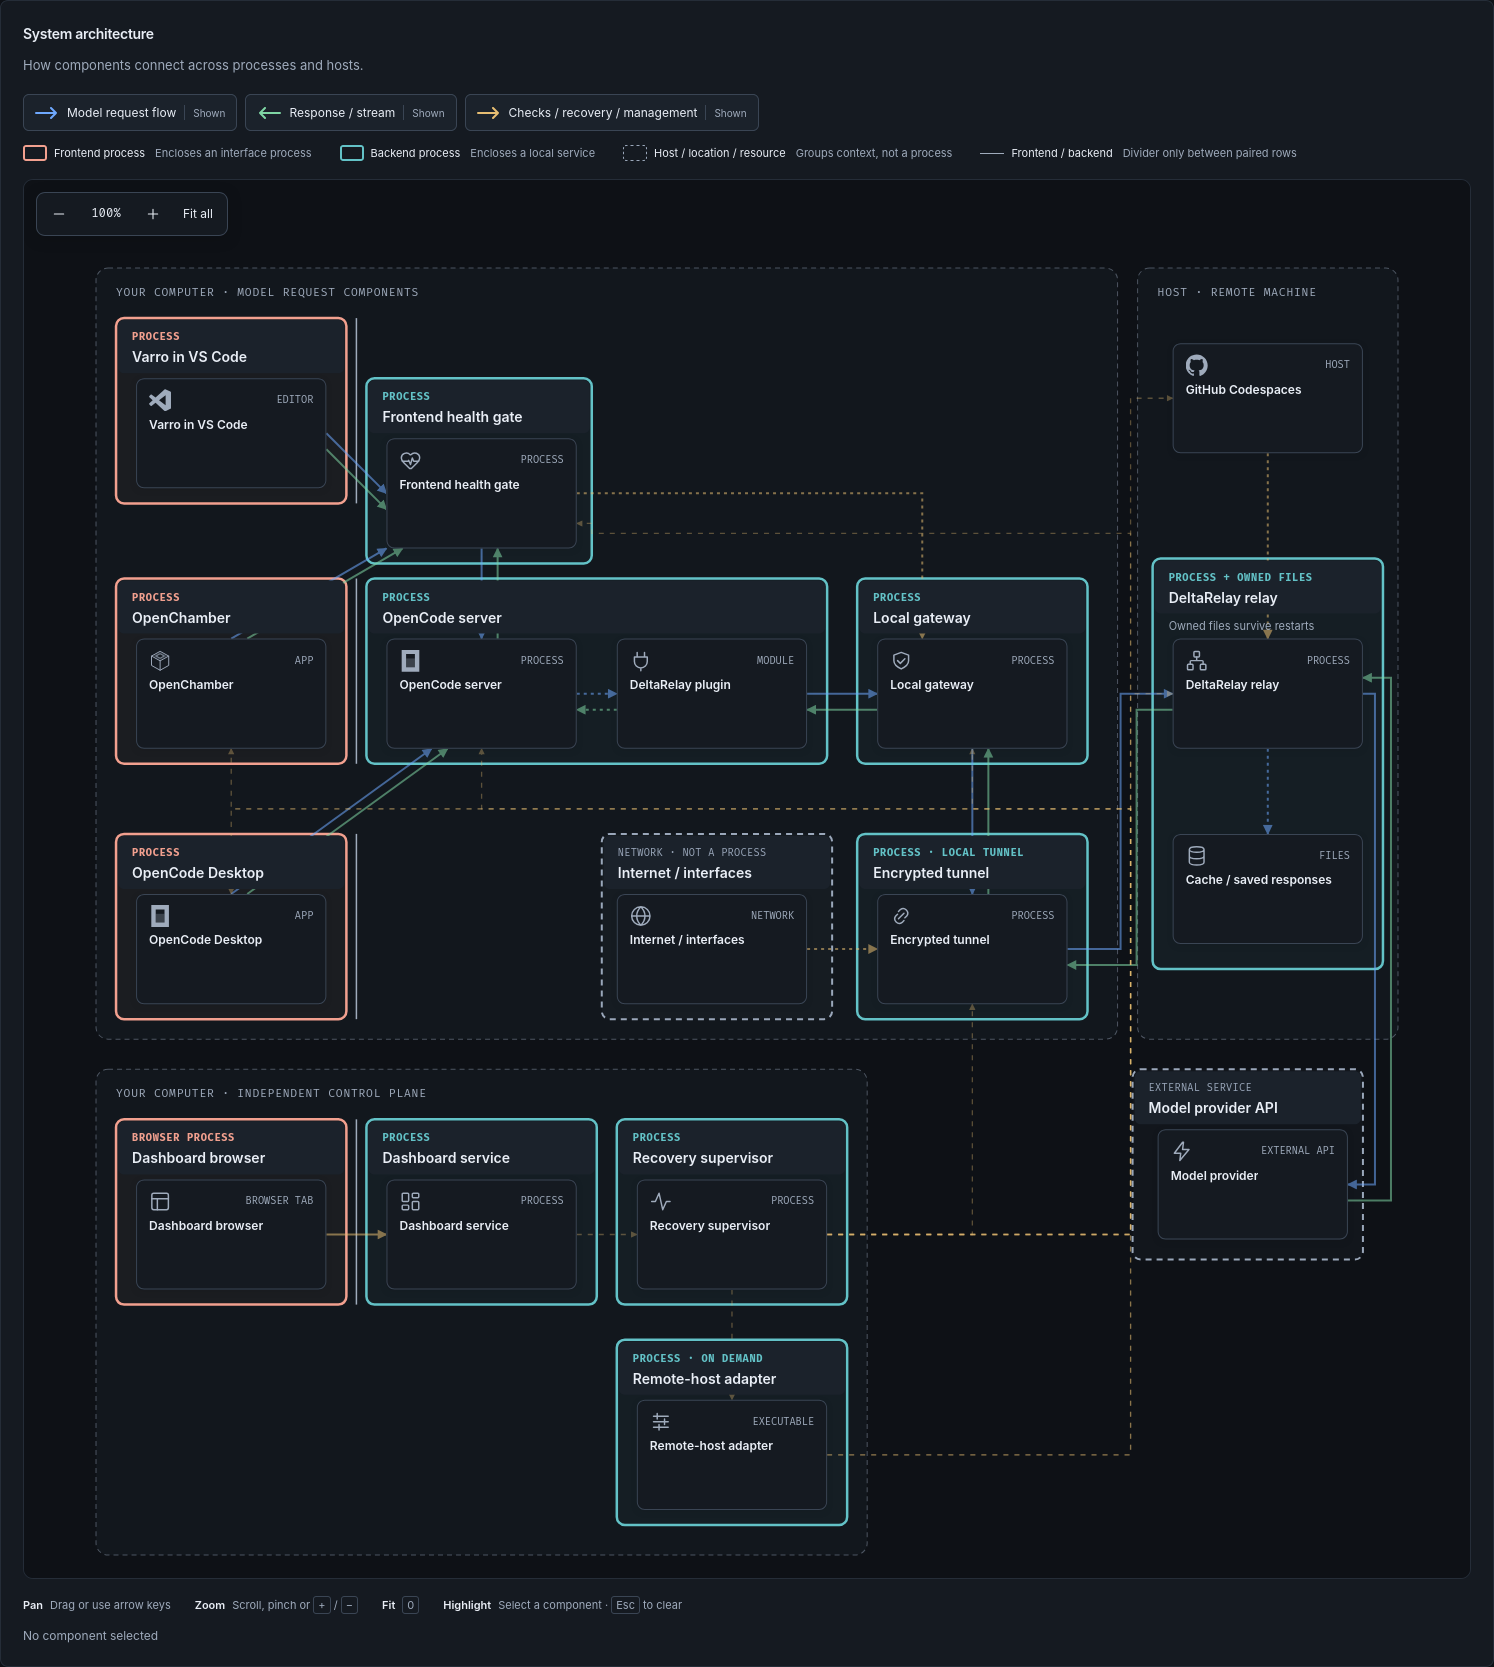 System architecture
How components connect across processes and hosts.
Model request flow Shown
Response / stream Shown
Checks / recovery / management Shown
Frontend process Encloses an interface process
Backend process Encloses a local service
Host / location / resource Groups context, not a process
Frontend / backend Divider only between paired rows
− 100% + Fit all
YOUR COMPUTER · MODEL REQUEST COMPONENTS
PROCESS
Varro in VS Code
EDITOR
Varro in VS Code
PROCESS
Frontend health gate
PROCESS
Frontend health gate
PROCESS
OpenChamber
APP
OpenChamber
PROCESS
OpenCode server
PROCESS
OpenCode server
MODULE
DeltaRelay plugin
PROCESS
Local gateway
PROCESS
Local gateway
PROCESS
OpenCode Desktop
APP
OpenCode Desktop
NETWORK · NOT A PROCESS
Internet / interfaces
NETWORK
Internet / interfaces
PROCESS · LOCAL TUNNEL
Encrypted tunnel
PROCESS
Encrypted tunnel
HOST · REMOTE MACHINE
HOST
GitHub Codespaces
PROCESS + OWNED FILES
DeltaRelay relay
Owned files survive restarts
PROCESS
DeltaRelay relay
FILES
Cache / saved responses
EXTERNAL SERVICE
Model provider API
EXTERNAL API
Model provider
YOUR COMPUTER · INDEPENDENT CONTROL PLANE
BROWSER PROCESS
Dashboard browser
BROWSER TAB
Dashboard browser
PROCESS
Dashboard service
PROCESS
Dashboard service
PROCESS
Recovery supervisor
PROCESS
Recovery supervisor
PROCESS · ON DEMAND
Remote-host adapter
EXECUTABLE
Remote-host adapter
Pan Drag or use arrow keys Zoom Scroll, pinch or + / − Fit 0 Highlight Select a component · Esc to clear
No component selected